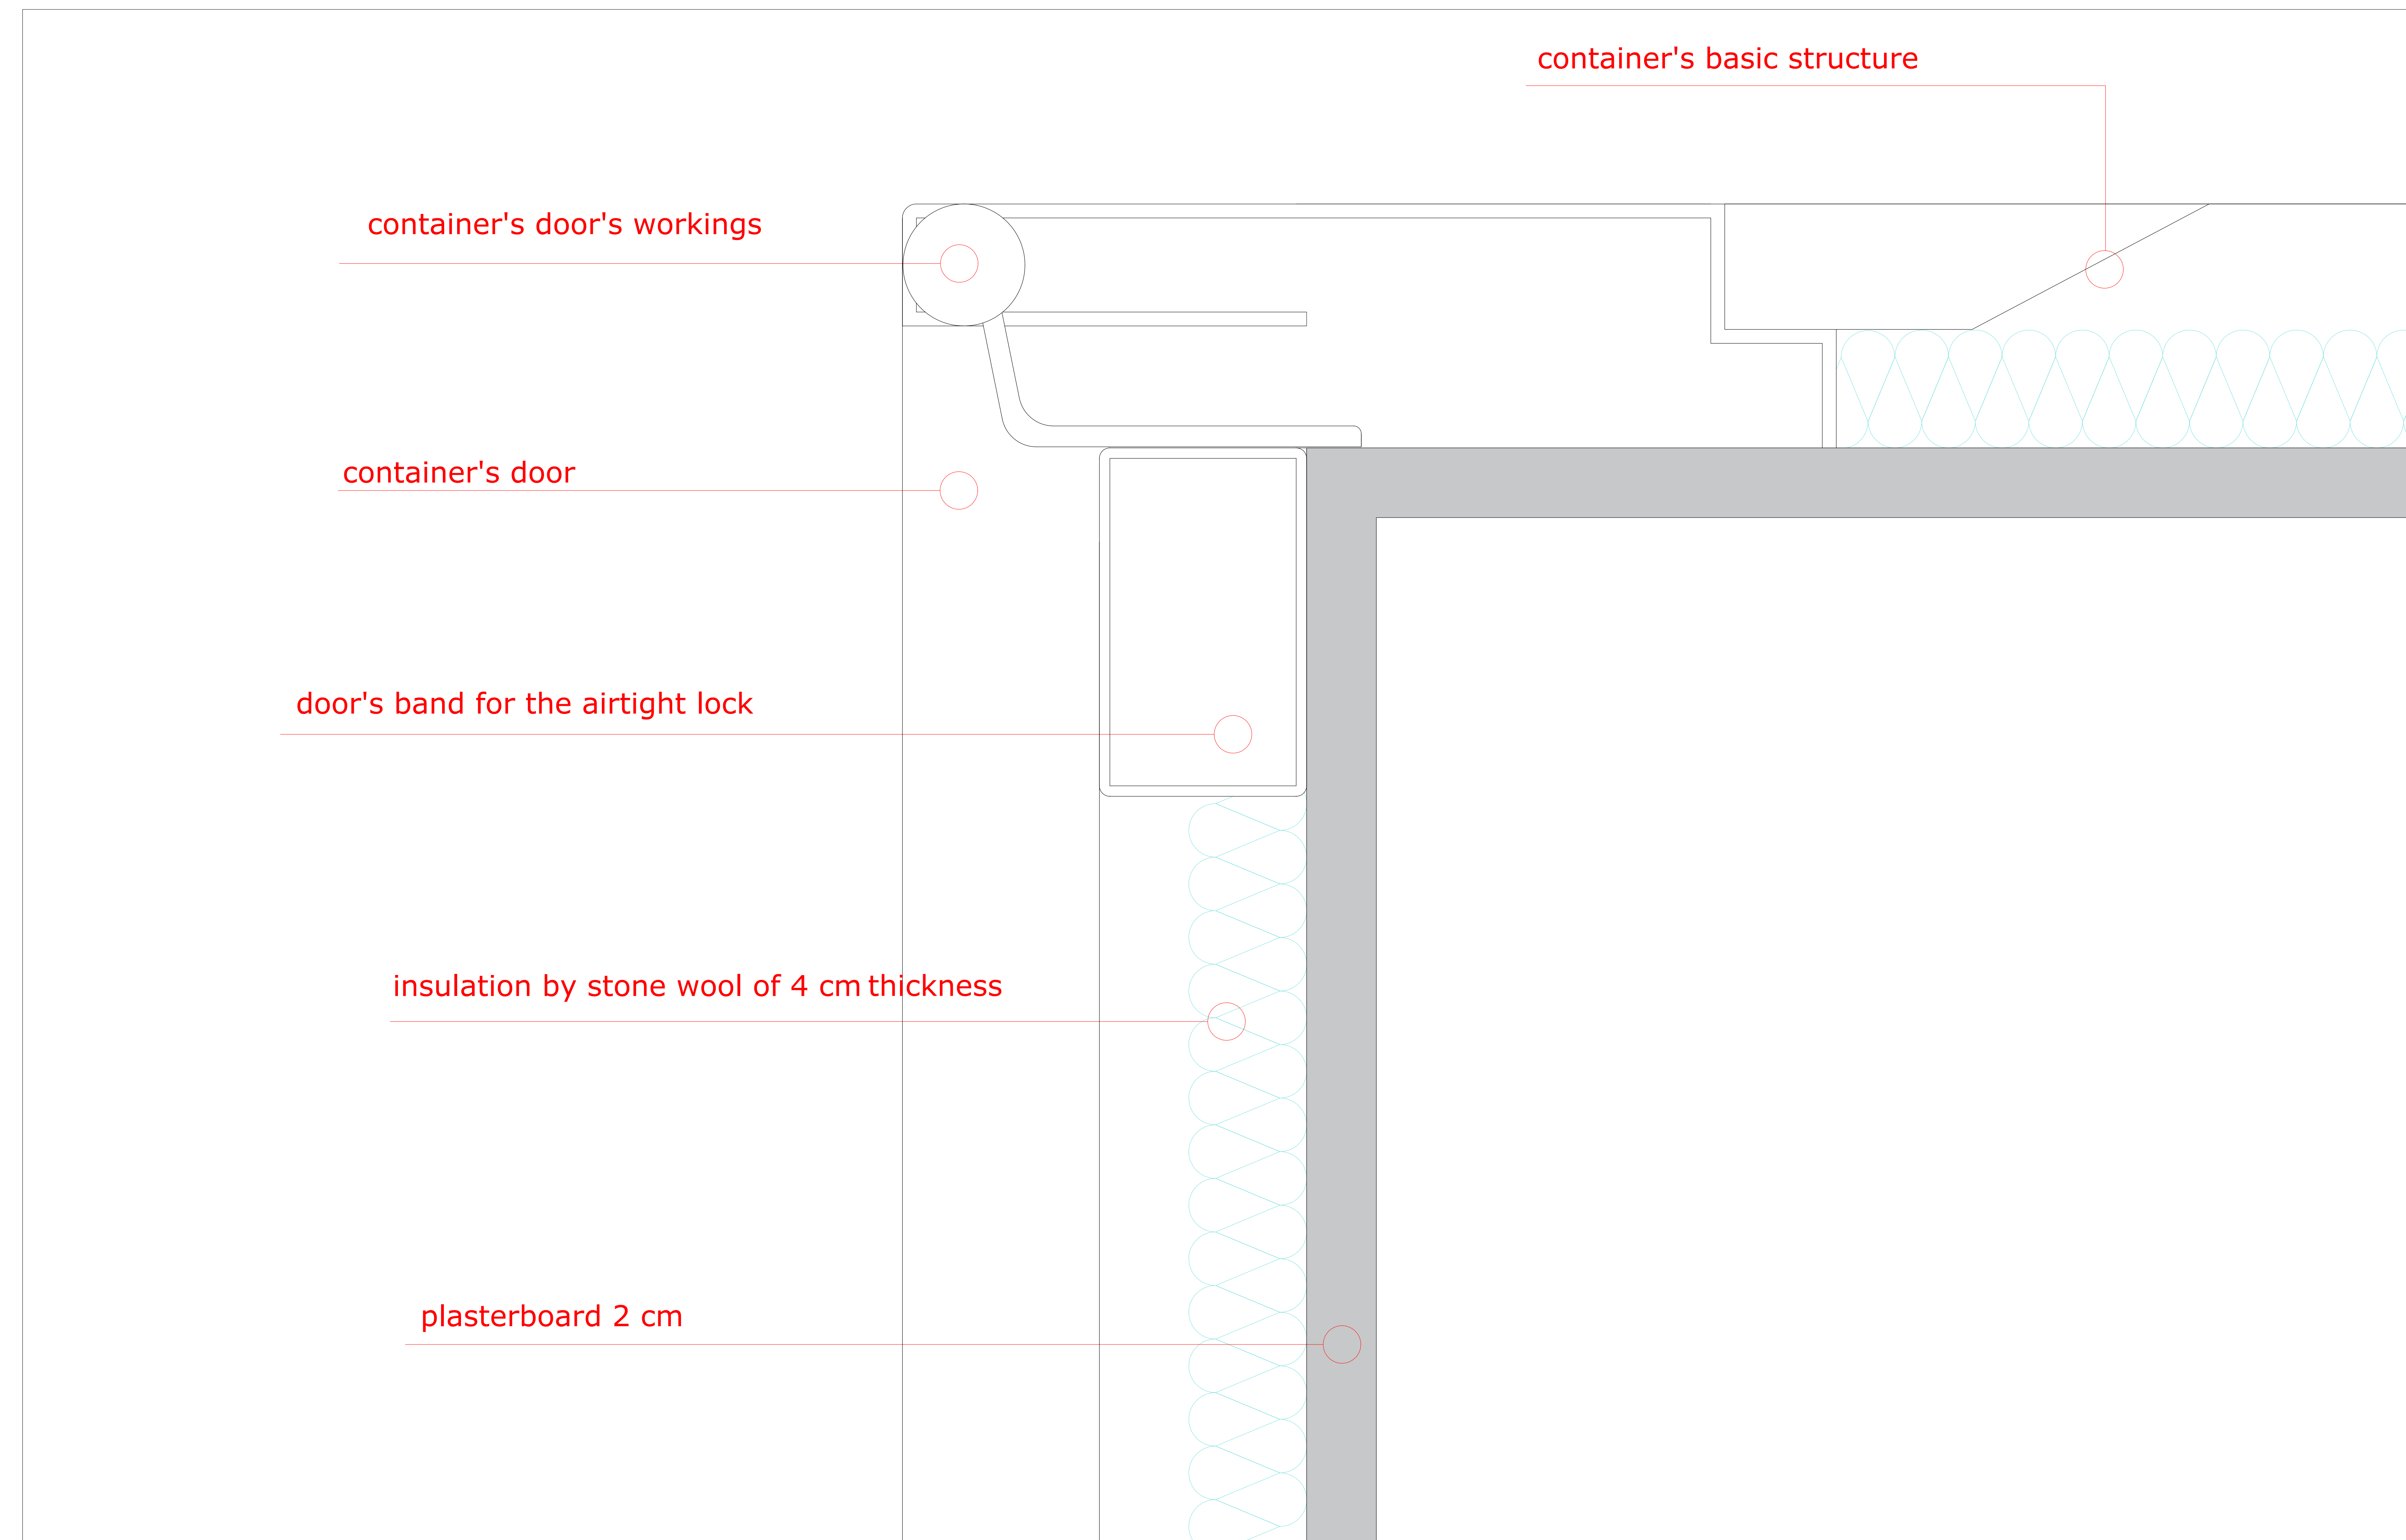 container's basic structure
container's door's workings
container's door
door's band for the airtight lock
insulation by stone wool of 4 cm thickness
plasterboard 2 cm